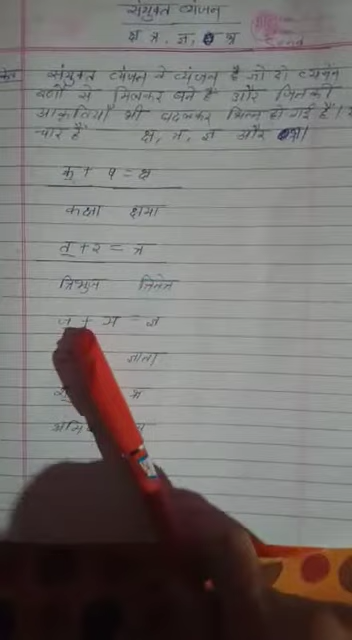 संयुक्त व्यंजन
क्ष त्र, ज्ञ, श्र
संयुक्त व्यंजन वे व्यंजन है जो दो व्यंजन
वर्णो से मिलकर बने हैं और जिनकी
आकृतियाँ भी बदलकर भिन्न हो गई हैं।
चार हैं क्ष, त्र, ज्ञ और श्र।
क् + ष = क्ष
कक्षा क्षमा
त् + र = त्र
त्रिभुज त्रिनेत्र
ज् + ञ = ज्ञ
ज्ञाता
श्र